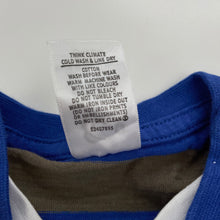 THINK CLIMATE
COLD WASH & LINE DRY
COTTON
WASH BEFORE WEAR
WARM MACHINE WASH
WITH LIKE COLOURS
DO NOT BLEACH
DO NOT TUMBLE DRY
WARM IRON INSIDE OUT
(DO NOT IRON PRINTS
OR EMBELLISHMENTS)
DO NOT DRY CLEAN